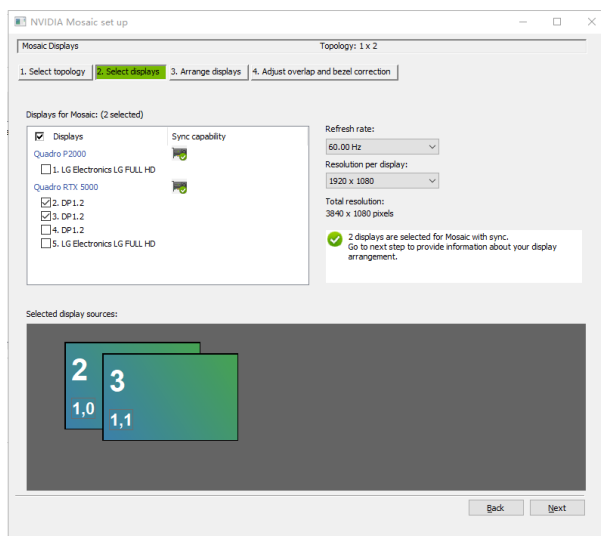 NVIDIA Mosaic set up
Mosaic Displays Topology: 1 x 2
1. Select topology 2. Select displays 3. Arrange displays 4. Adjust overlap and bezel correction
Displays for Mosaic: (2 selected)
Displays Sync capability
Quadro P2000
1. LG Electronics LG FULL HD
Quadro RTX 5000
2. DP1.2
3. DP1.2
4. DP1.2
5. LG Electronics LG FULL HD
Refresh rate:
60.00 Hz
Resolution per display:
1920 x 1080
Total resolution:
3840 x 1080 pixels
2 displays are selected for Mosaic with sync.
Go to next step to provide information about your display
arrangement.
Selected display sources:
2
1,0
3
1,1
Back Next